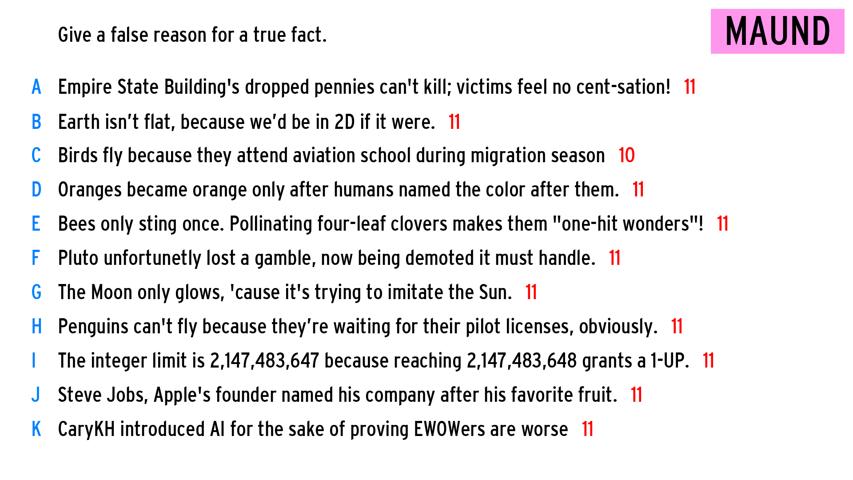 Give a false reason for a true fact.
MAUND
A Empire State Building's dropped pennies can't kill; victims feel no cent-sation! 11
B Earth isn’t flat, because we’d be in 2D if it were. 11
C Birds fly because they attend aviation school during migration season 10
D Oranges became orange only after humans named the color after them. 11
E Bees only sting once. Pollinating four-leaf clovers makes them "one-hit wonders"! 11
F Pluto unfortunetly lost a gamble, now being demoted it must handle. 11
G The Moon only glows, 'cause it's trying to imitate the Sun. 11
H Penguins can't fly because they’re waiting for their pilot licenses, obviously. 11
I The integer limit is 2,147,483,647 because reaching 2,147,483,648 grants a 1-UP. 11
J Steve Jobs, Apple's founder named his company after his favorite fruit. 11
K CaryKH introduced AI for the sake of proving EWOWers are worse 11